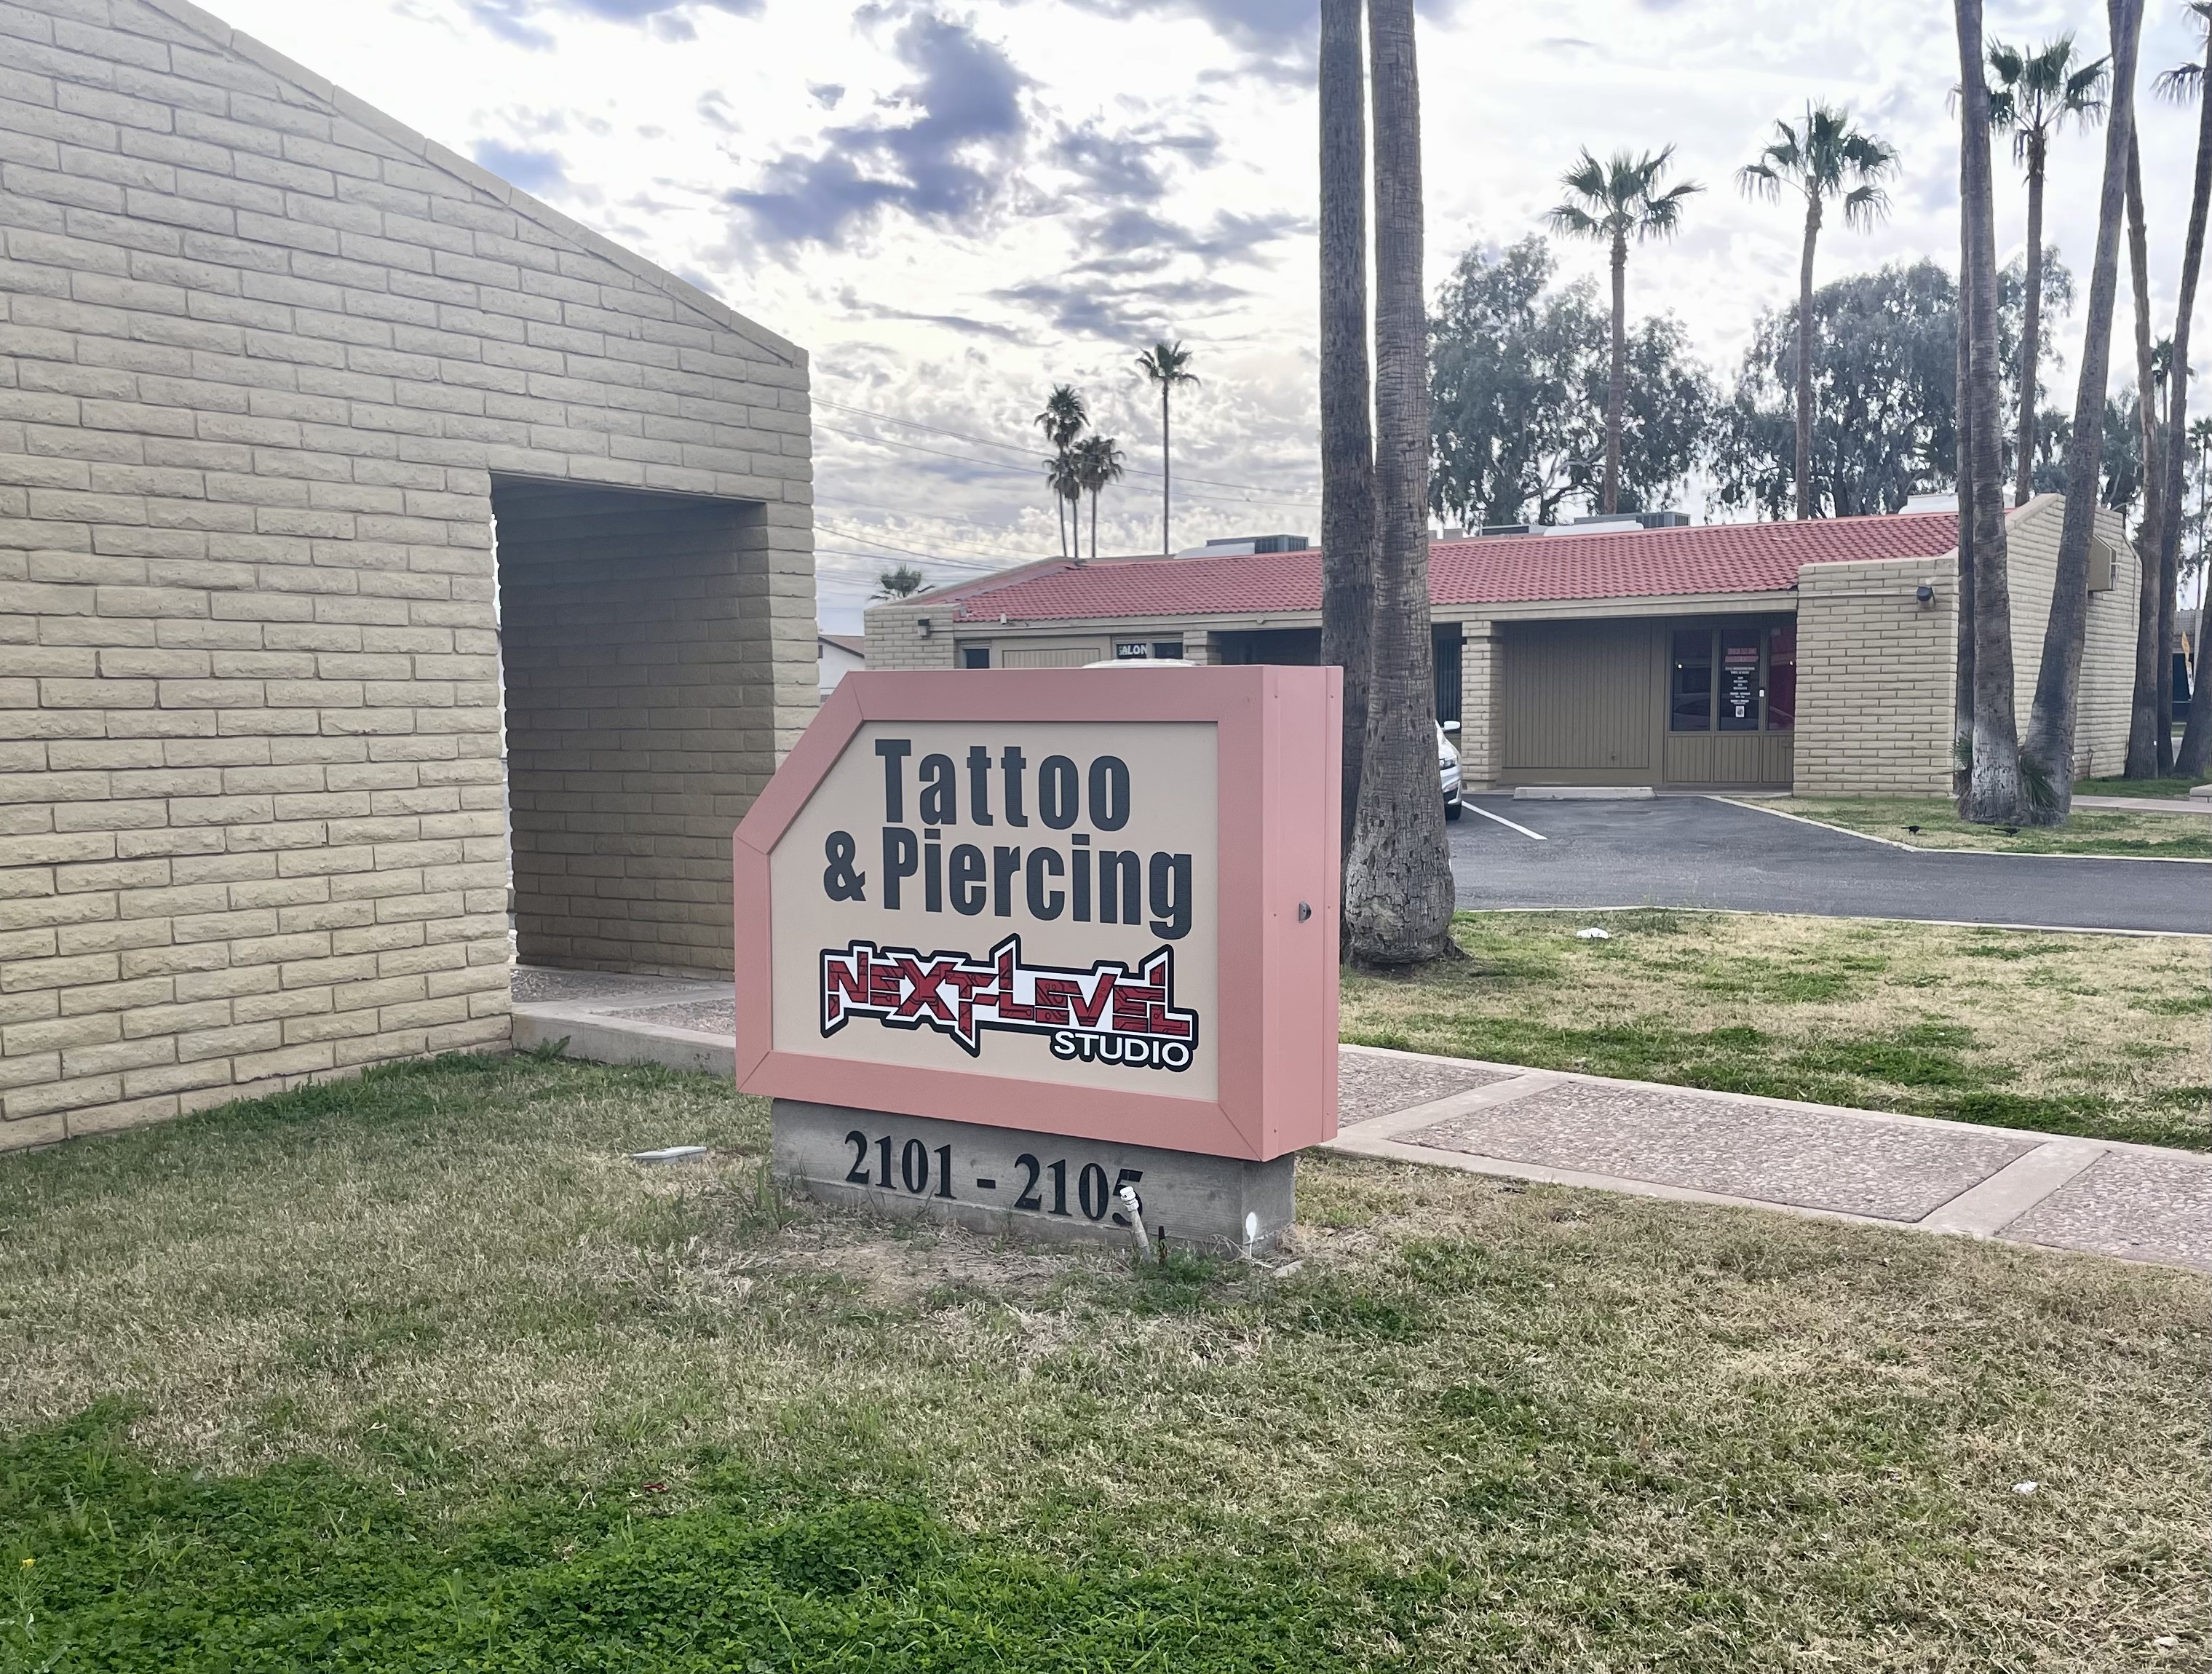 Tattoo
& Piercing
NEXT-LEVEL
STUDIO
2101 - 2105